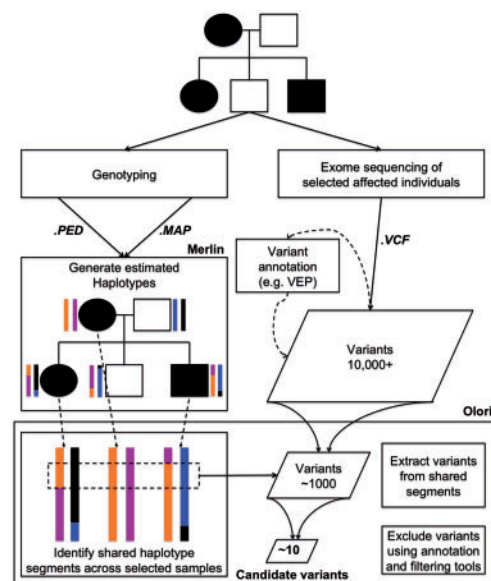 Genotyping
Exome sequencing of
selected affected individuals
.PED
.MAP
.VCF
Merlin
Generate estimated
Haplotypes
Variant
annotation
(e.g. VEP)
Variants
10,000+
Olori
Identify shared haplotype
segments across selected samples
Variants
~1000
~10
Candidate variants
Extract variants
from shared
segments
Exclude variants
using annotation
and filtering tools